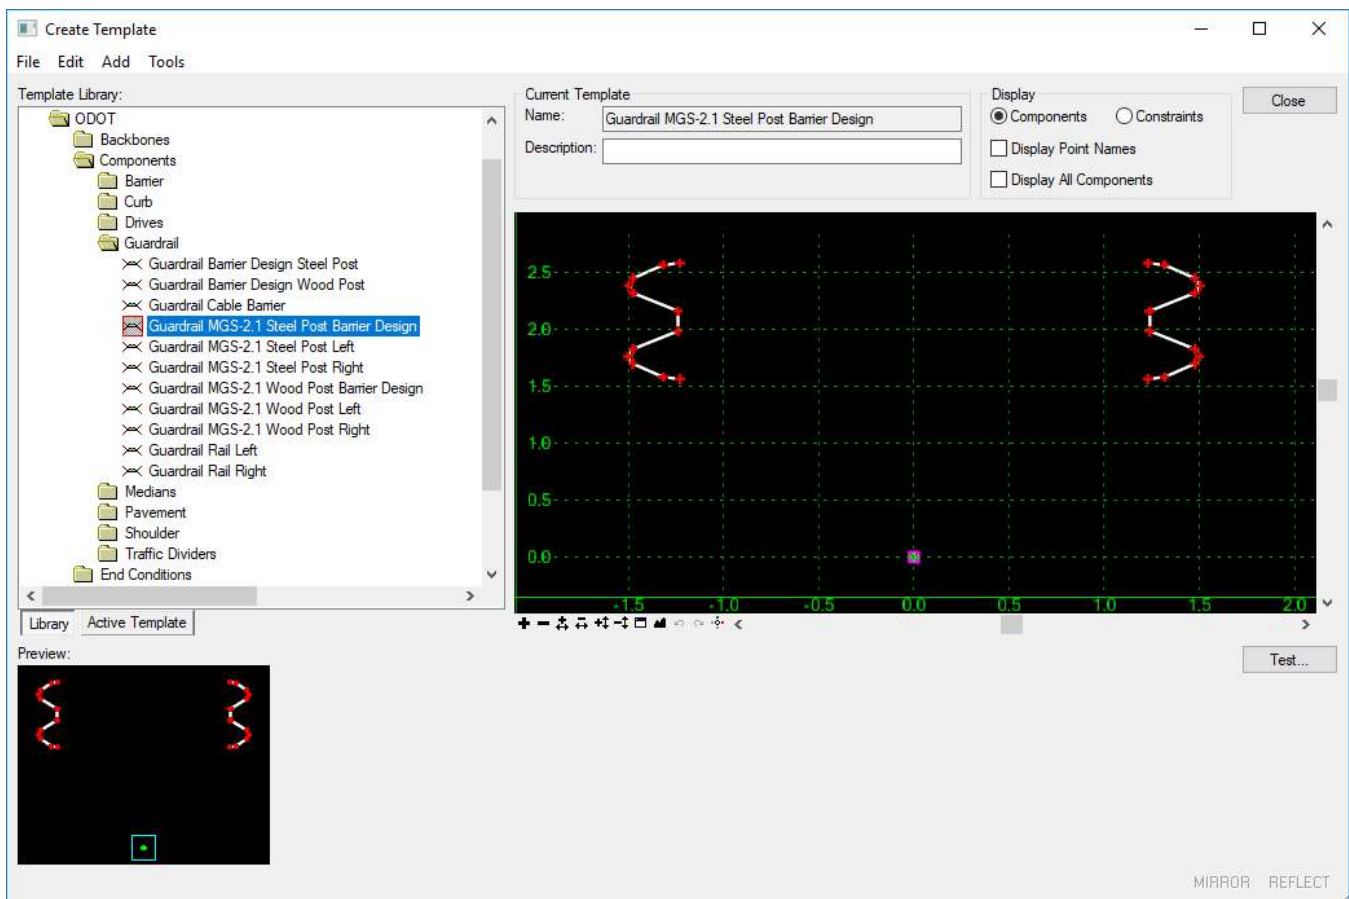 Create Template
File Edit Add Tools
Template Library:
ODOT
Backbones
Components
Barrier
Curb
Drives
Guardrail
Guardrail Barrier Design Steel Post
Guardrail Barrier Design Wood Post
Guardrail Cable Barrier
Guardrail MGS-2.1 Steel Post Barrier Design
Guardrail MGS-2.1 Steel Post Left
Guardrail MGS-2.1 Steel Post Right
Guardrail MGS-2.1 Wood Post Barrier Design
Guardrail MGS-2.1 Wood Post Left
Guardrail MGS-2.1 Wood Post Right
Guardrail Rail Left
Guardrail Rail Right
Medians
Pavement
Shoulder
Traffic Dividers
End Conditions
Library Active Template
Preview:
Current Template
Name: Guardrail MGS-2.1 Steel Post Barrier Design
Description:
Display
Components Constraints
Display Point Names
Display All Components
Close
2.5
2.0
1.5
1.0
0.5
0.0
-1.5 -1.0 -0.5 0.0 0.5 1.0 1.5 2.0
Test...
MIRROR REFLECT